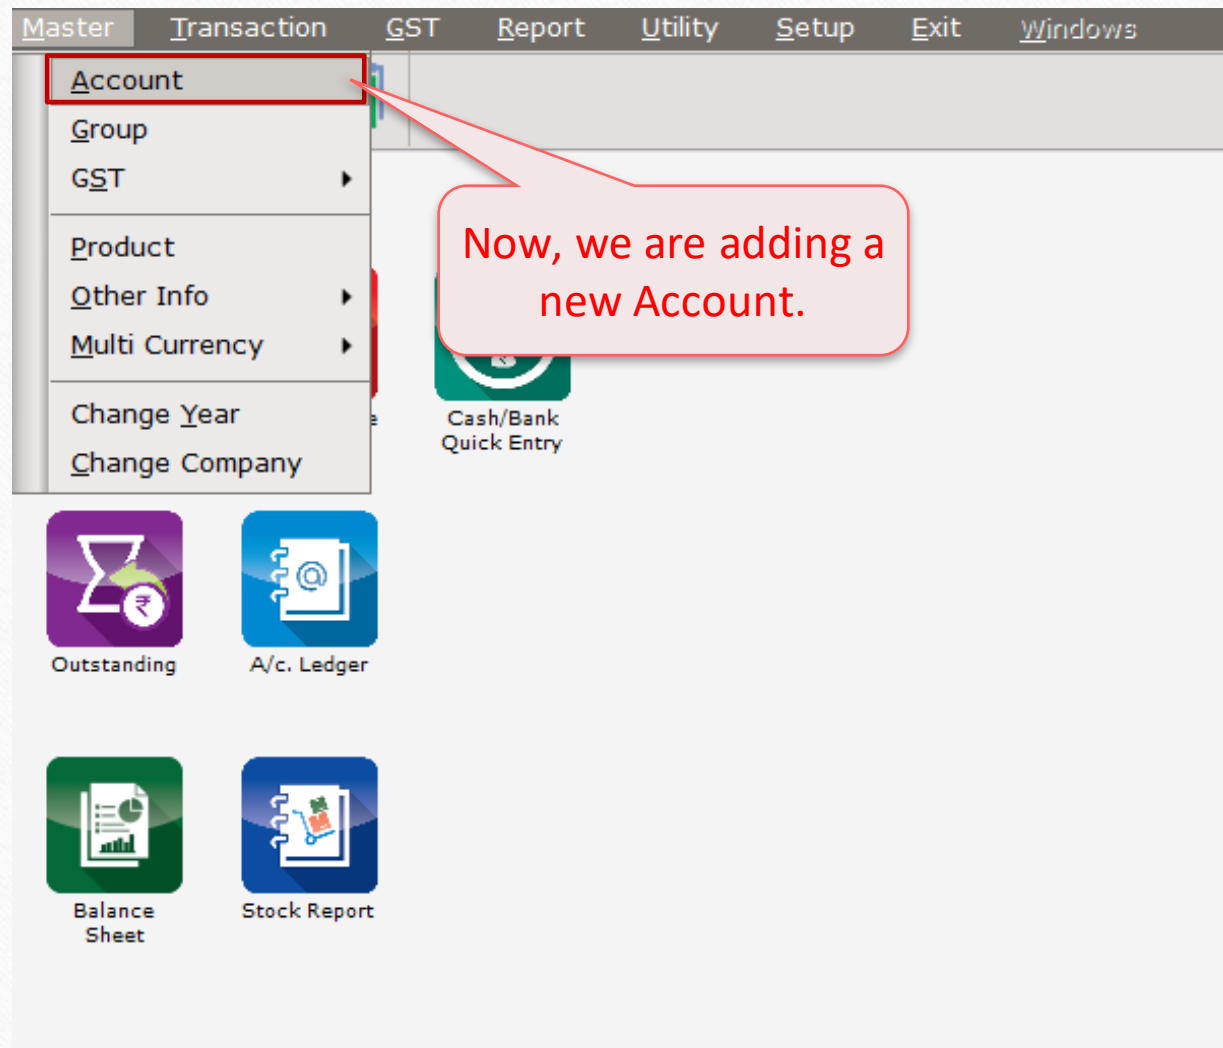 Master Transaction GST Report Utility Setup Exit Windows
Account
Group
GST
Product
Other Info
Multi Currency
Change Year
Change Company
Now, we are adding a
new Account.
Cash/Bank
Quick Entry
Outstanding
A/c. Ledger
Balance
Sheet
Stock Report